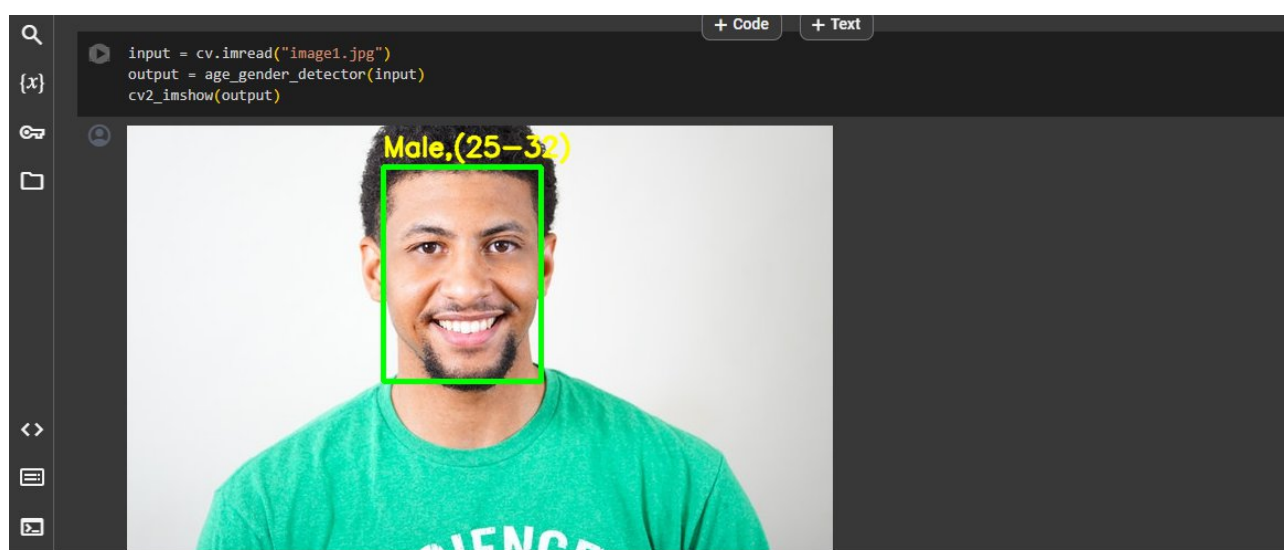 + Code + Text
input = cv.imread("image1.jpg")
{x}
output = age_gender_detector(input)
cv2_imshow(output)
Male,(25-32)